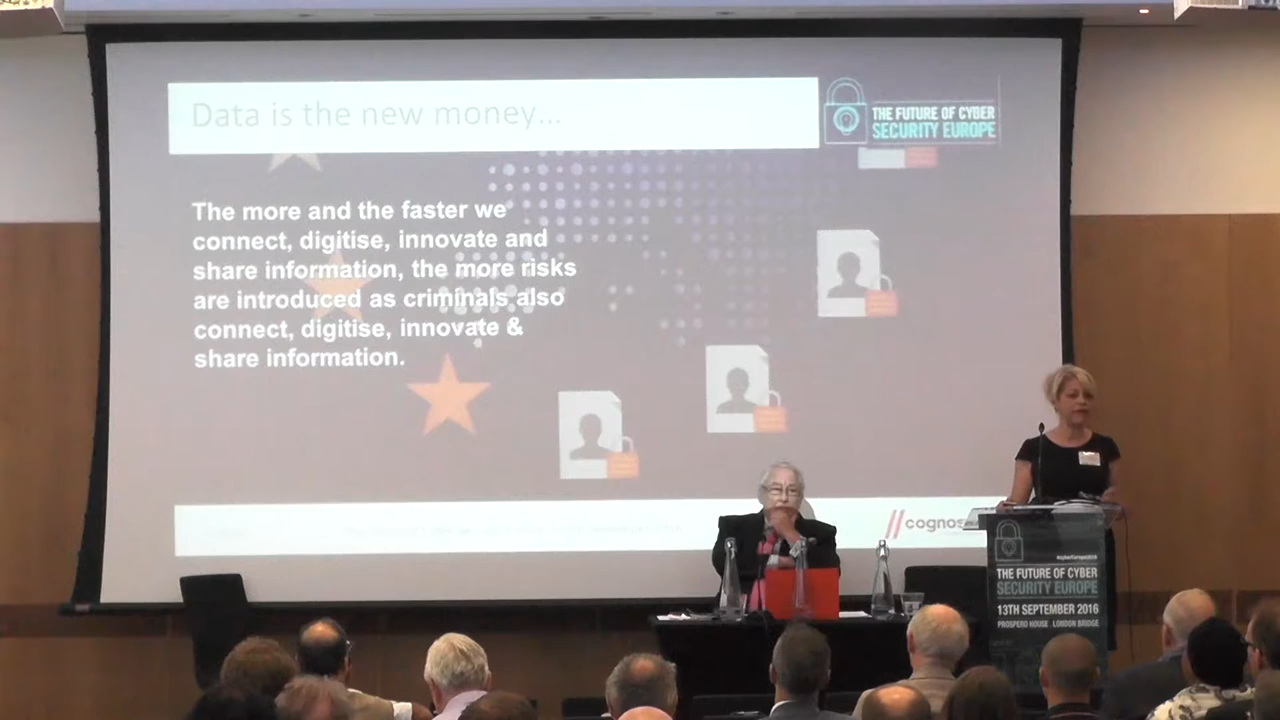 Data is the new money...
THE FUTURE OF CYBER
SECURITY EUROPE
The more and the faster we
connect, digitise, innovate and
share information, the more risks
are introduced as criminals also
connect, digitise, innovate &
share information.
cognos
#cyberEurope2016
THE FUTURE OF CYBER
SECURITY EUROPE
13TH SEPTEMBER 2016
PROSPERO HOUSE . LONDON BRIDGE